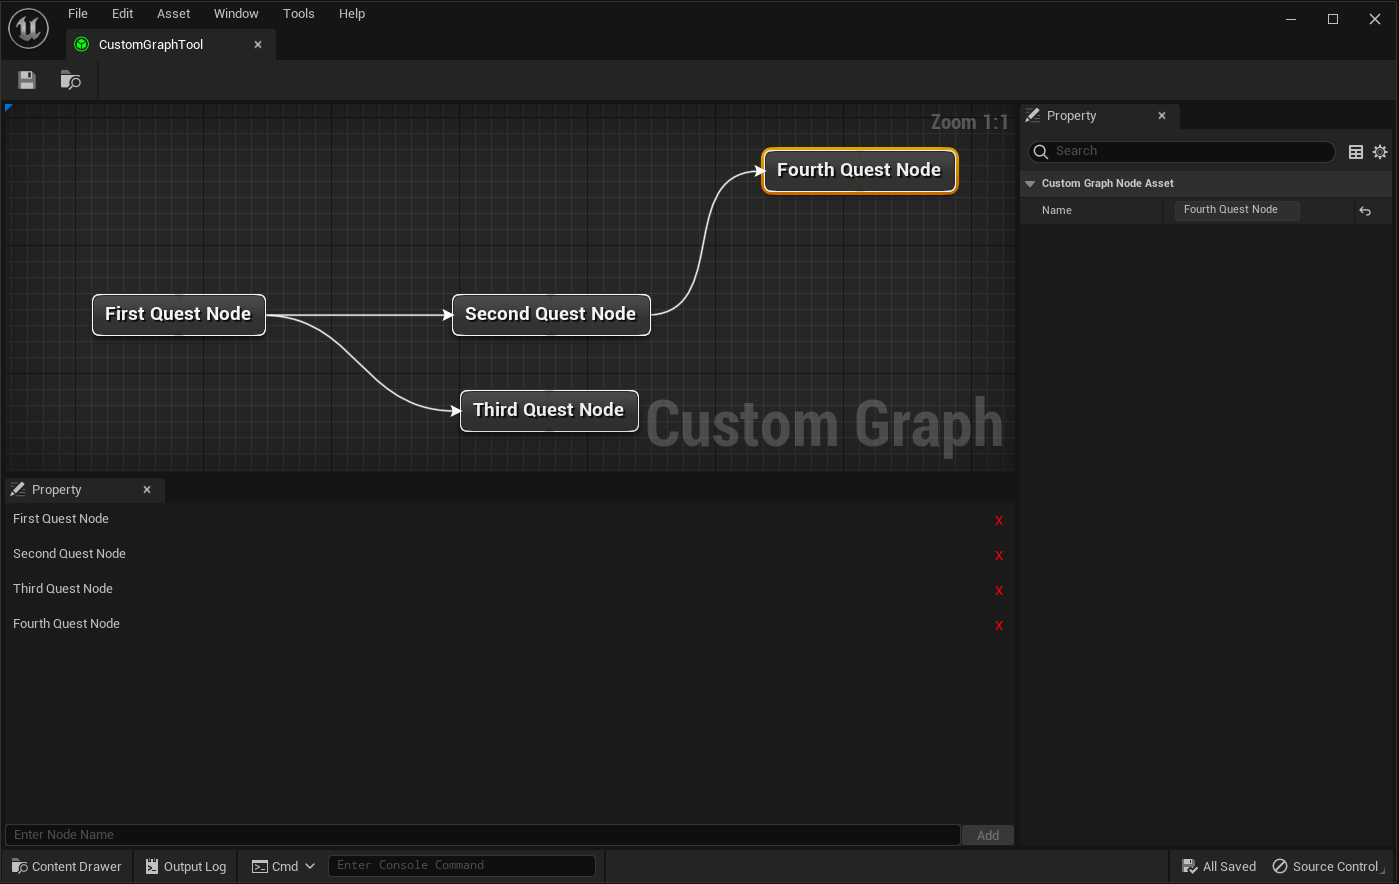 File Edit Asset Window Tools Help
CustomGraphTool
Zoom 1:1
Fourth Quest Node
First Quest Node
Second Quest Node
Third Quest Node
Custom Graph
Property
Search
Custom Graph Node Asset
Name Fourth Quest Node
Property
First Quest Node X
Second Quest Node X
Third Quest Node X
Fourth Quest Node X
Enter Node Name Add
Content Drawer Output Log Cmd Enter Console Command All Saved Source Control